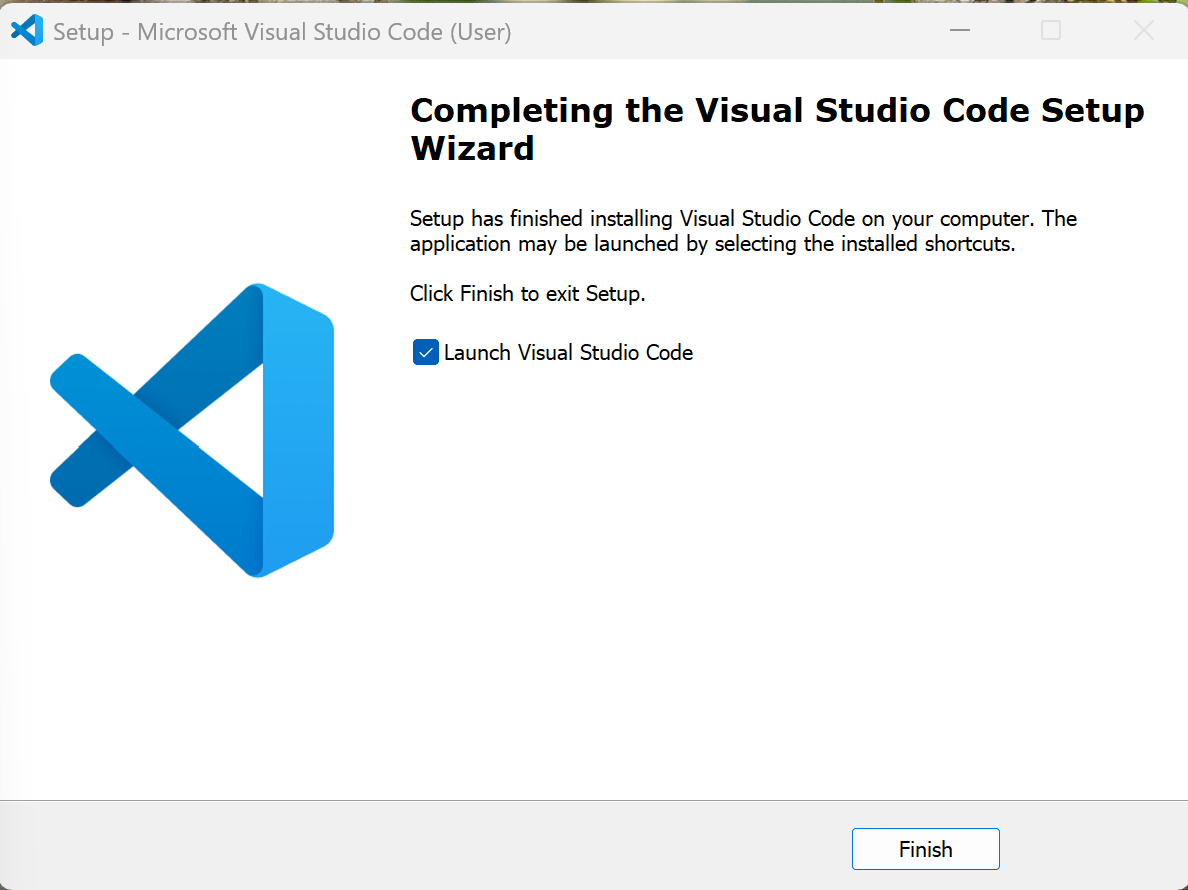 Setup - Microsoft Visual Studio Code (User)
Completing the Visual Studio Code Setup
Wizard
Setup has finished installing Visual Studio Code on your computer. The
application may be launched by selecting the installed shortcuts.
Click Finish to exit Setup.
Launch Visual Studio Code
Finish